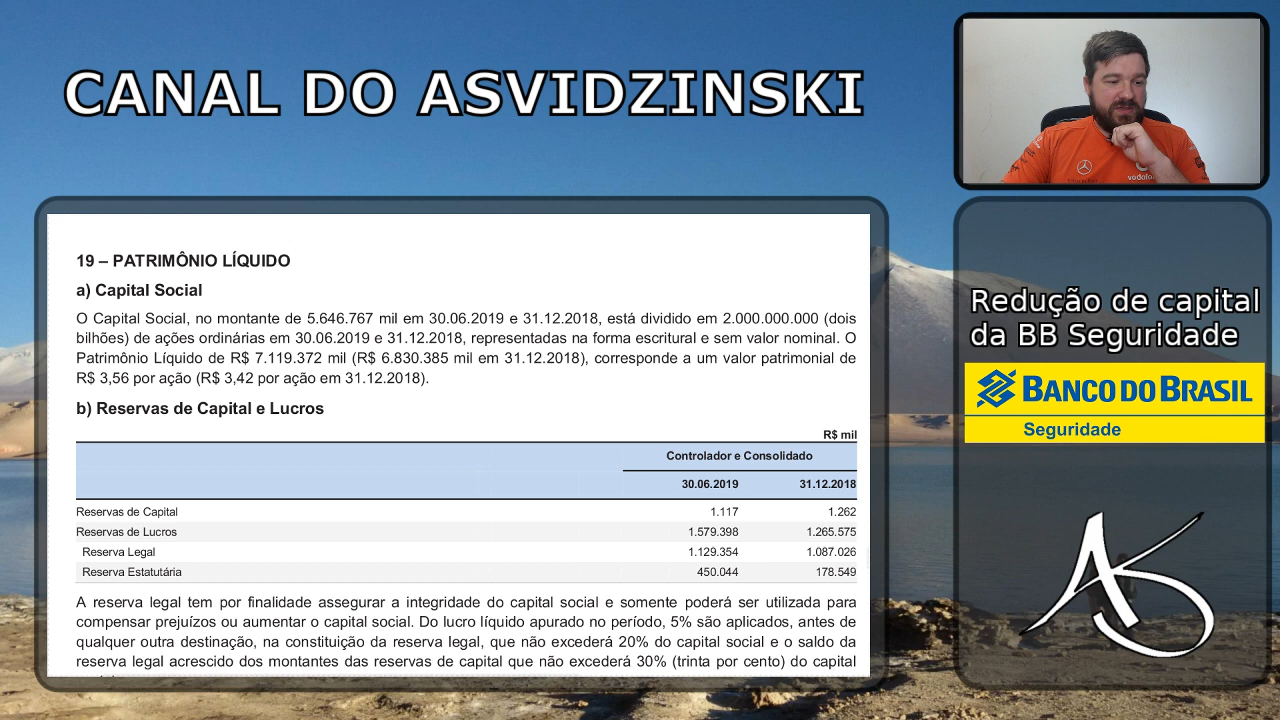 CANAL DO ASVIDZINSKI
19 – PATRIMÔNIO LÍQUIDO
a) Capital Social
O Capital Social, no montante de 5.646.767 mil em 30.06.2019 e 31.12.2018, está dividido em 2.000.000.000 (dois
bilhões) de ações ordinárias em 30.06.2019 e 31.12.2018, representadas na forma escritural e sem valor nominal. O
Patrimônio Líquido de R$ 7.119.372 mil (R$ 6.830.385 mil em 31.12.2018), corresponde a um valor patrimonial de
R$ 3,56 por ação (R$ 3,42 por ação em 31.12.2018).
b) Reservas de Capital e Lucros
R$ mil
Controlador e Consolidado
30.06.2019 31.12.2018
Reservas de Capital 1.117 1.262
Reservas de Lucros 1.579.398 1.265.575
Reserva Legal 1.129.354 1.087.026
Reserva Estatutária 450.044 178.549
A reserva legal tem por finalidade assegurar a integridade do capital social e somente poderá ser utilizada para
compensar prejuízos ou aumentar o capital social. Do lucro líquido apurado no período, 5% são aplicados, antes de
qualquer outra destinação, na constituição da reserva legal, que não excederá 20% do capital social e o saldo da
reserva legal acrescido dos montantes das reservas de capital que não excederá 30% (trinta por cento) do capital
vodafo
Redução de capital
da BB Seguridade
BANCO DO BRASIL
Seguridade